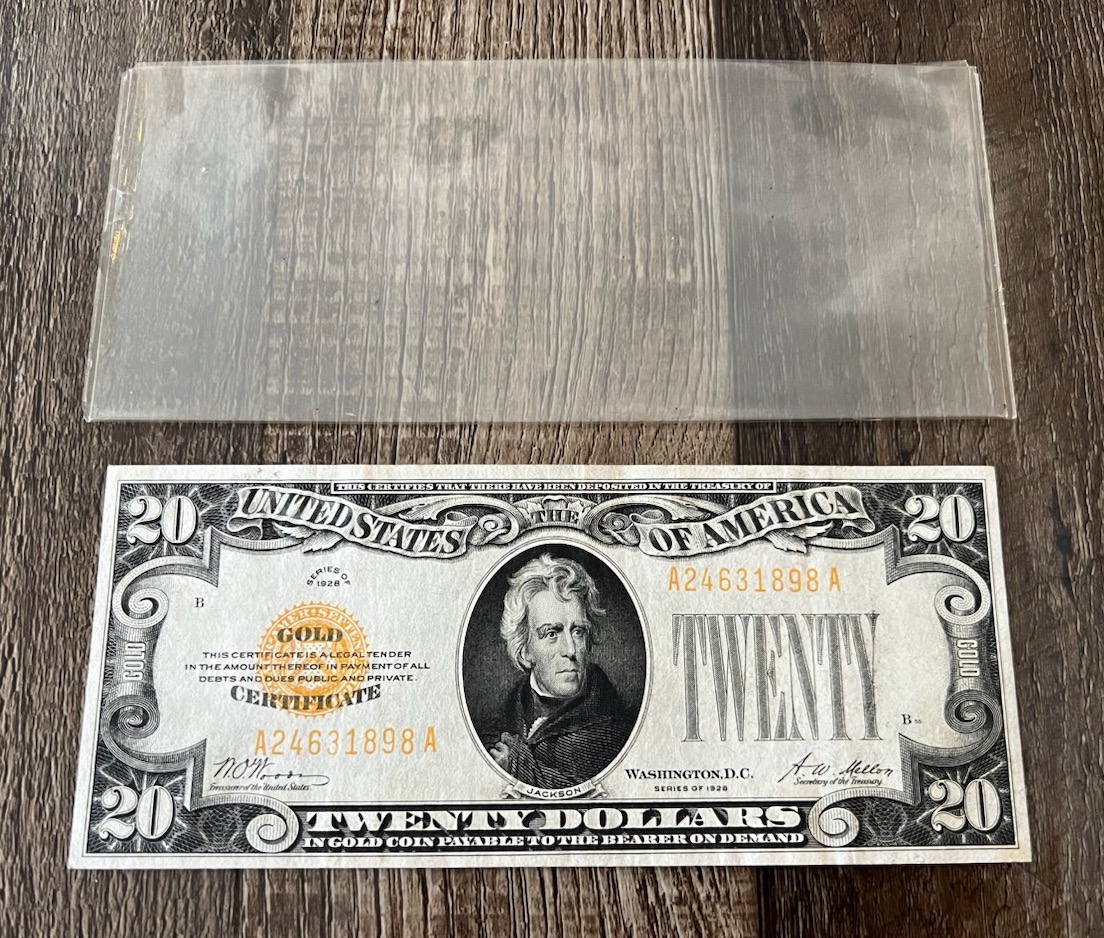 THIS CERTIFIES THAT THERE HAVE BEEN DEPOSITED IN THE TREASURY OF
20 UNITED STATES THE OF AMERICA 20
SERIES OF
1928
A24631898A
B
GOLD
THIS CERTIFICATE IS A LEGAL TENDER
IN THE AMOUNT THEREOF IN PAYMENT OF ALL
DEBTS AND DUES PUBLIC AND PRIVATE.
CERTIFICATE
TWENTY
GOLD
GOLD
B
A24631898A
W.O. Woods
Treasurer of the United States.
WASHINGTON, D.C.
SERIES OF 1928
A W Mellon
Secretary of the Treasury.
JACKSON
20 TWENTY DOLLARS 20
IN GOLD COIN PAYABLE TO THE BEARER ON DEMAND